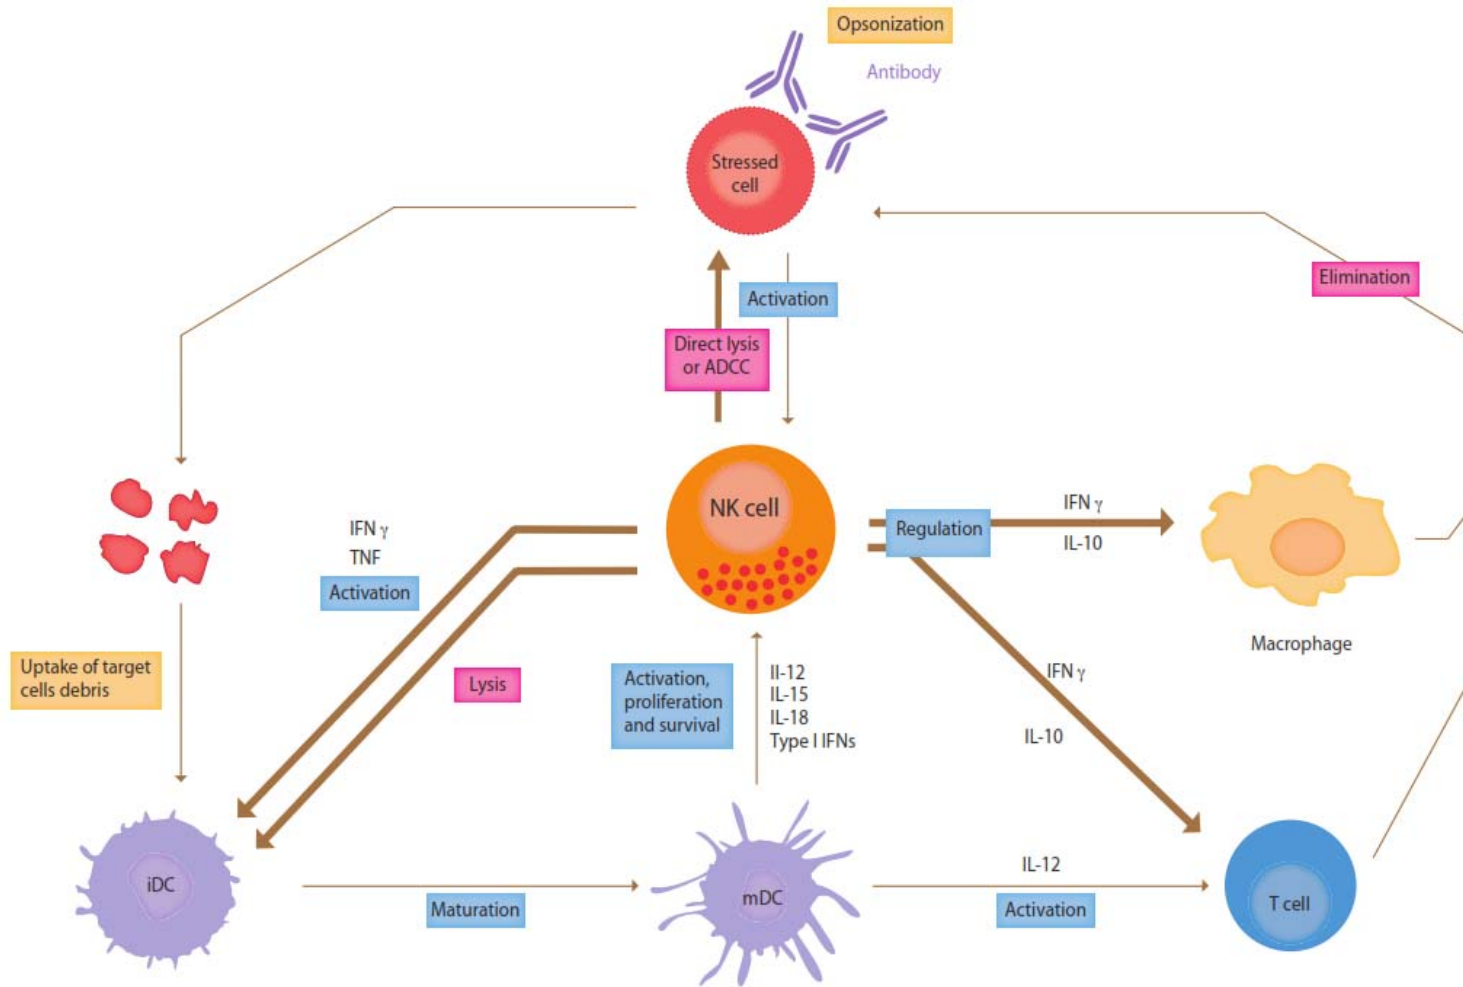 Opsonization
Antibody
Stressed
cell
Elimination
Activation
Direct lysis
or ADCC
NK cell
IFN γ
TNF
Activation
Regulation
IFN γ
IL-10
Macrophage
Uptake of target
cells debris
Lysis
Activation,
proliferation
and survival
Il-12
IL-15
IL-18
Type I IFNs
IFN γ
IL-10
iDC
Maturation
mDC
IL-12
Activation
T cell